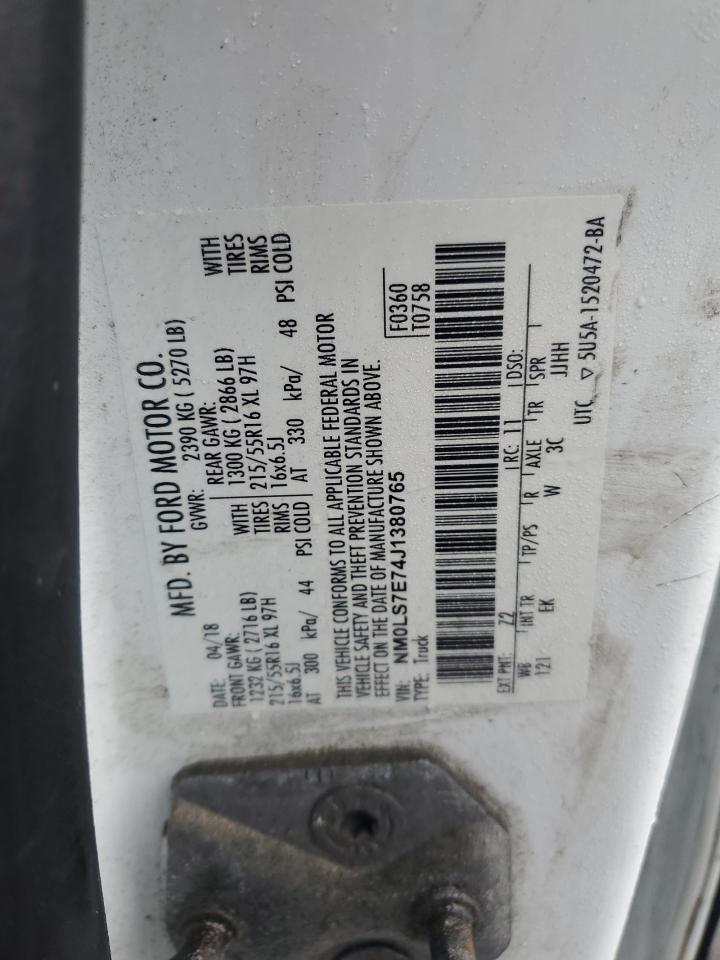 MFD. BY FORD MOTOR CO.
DATE: 04/18 GVWR: 2390 KG ( 5270 LB)
FRONT GAWR: REAR GAWR: WITH
1232 KG ( 2716 LB) WITH 1300 KG ( 2866 LB) TIRES
215/55R16 XL 97H TIRES 215/55R16 XL 97H RIMS
16x6.5J RIMS 16x6.5J
AT 300 kPa/ 44 PSI COLD AT 330 kPa/ 48 PSI COLD
THIS VEHICLE CONFORMS TO ALL APPLICABLE FEDERAL MOTOR
VEHICLE SAFETY AND THEFT PREVENTION STANDARDS IN
EFFECT ON THE DATE OF MANUFACTURE SHOWN ABOVE.
VIN: NM0LS7E74J1380765 F0360
TYPE: Truck T0758
EXT PNT: Z2 RC: 11 DSO:
WB INT TR TP/PS R AXLE TR SPR
121 EK W 3C JJHH
UTC ▽ 5U5A-1520472-BA